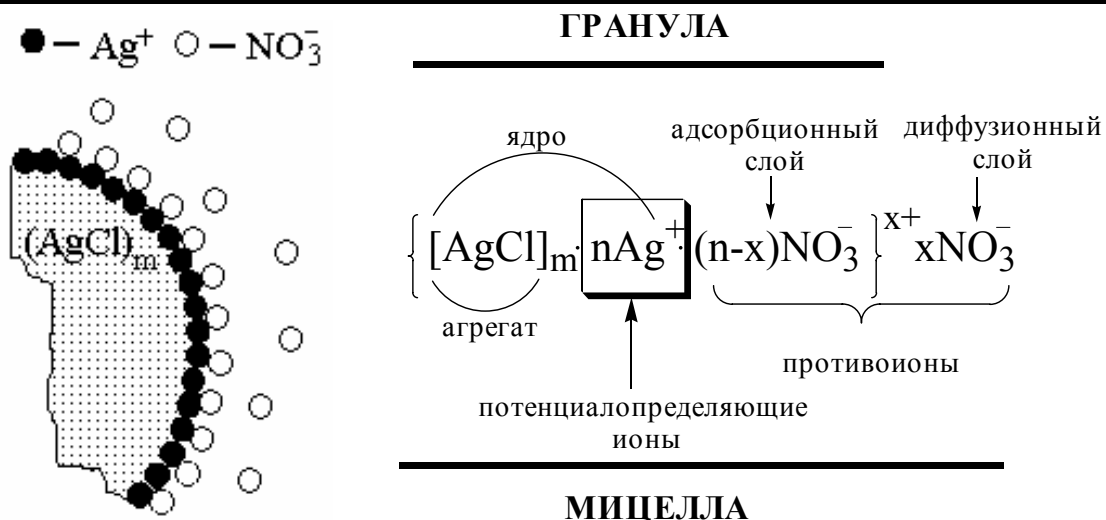 ГРАНУЛА
●– Ag⁺ ○– NO₃⁻
ядро
адсорбционный
слой
диффузионный
слой
{[AgCl]ₘ·nAg⁺·(n-x)NO₃⁻}ˣ⁺ xNO₃⁻
(AgCl)ₘ
агрегат
противоионы
потенциалопределяющие
ионы
МИЦЕЛЛА